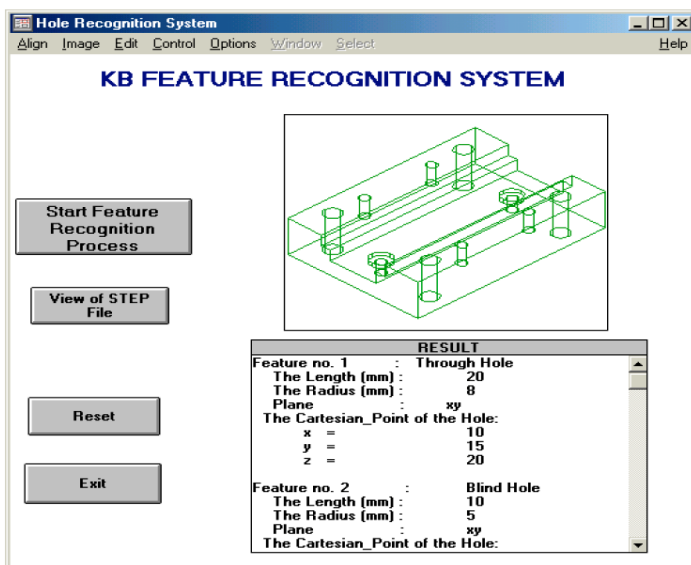 Hole Recognition System
Align Image Edit Control Options Window Select Help
KB FEATURE RECOGNITION SYSTEM
Start Feature
Recognition
Process
View of STEP
File
Reset
Exit
RESULT
Feature no. 1 : Through Hole
The Length (mm) : 20
The Radius (mm) : 8
Plane : xy
The Cartesian_Point of the Hole:
x = 10
y = 15
z = 20
Feature no. 2 : Blind Hole
The Length (mm) : 10
The Radius (mm) : 5
Plane : xy
The Cartesian_Point of the Hole: